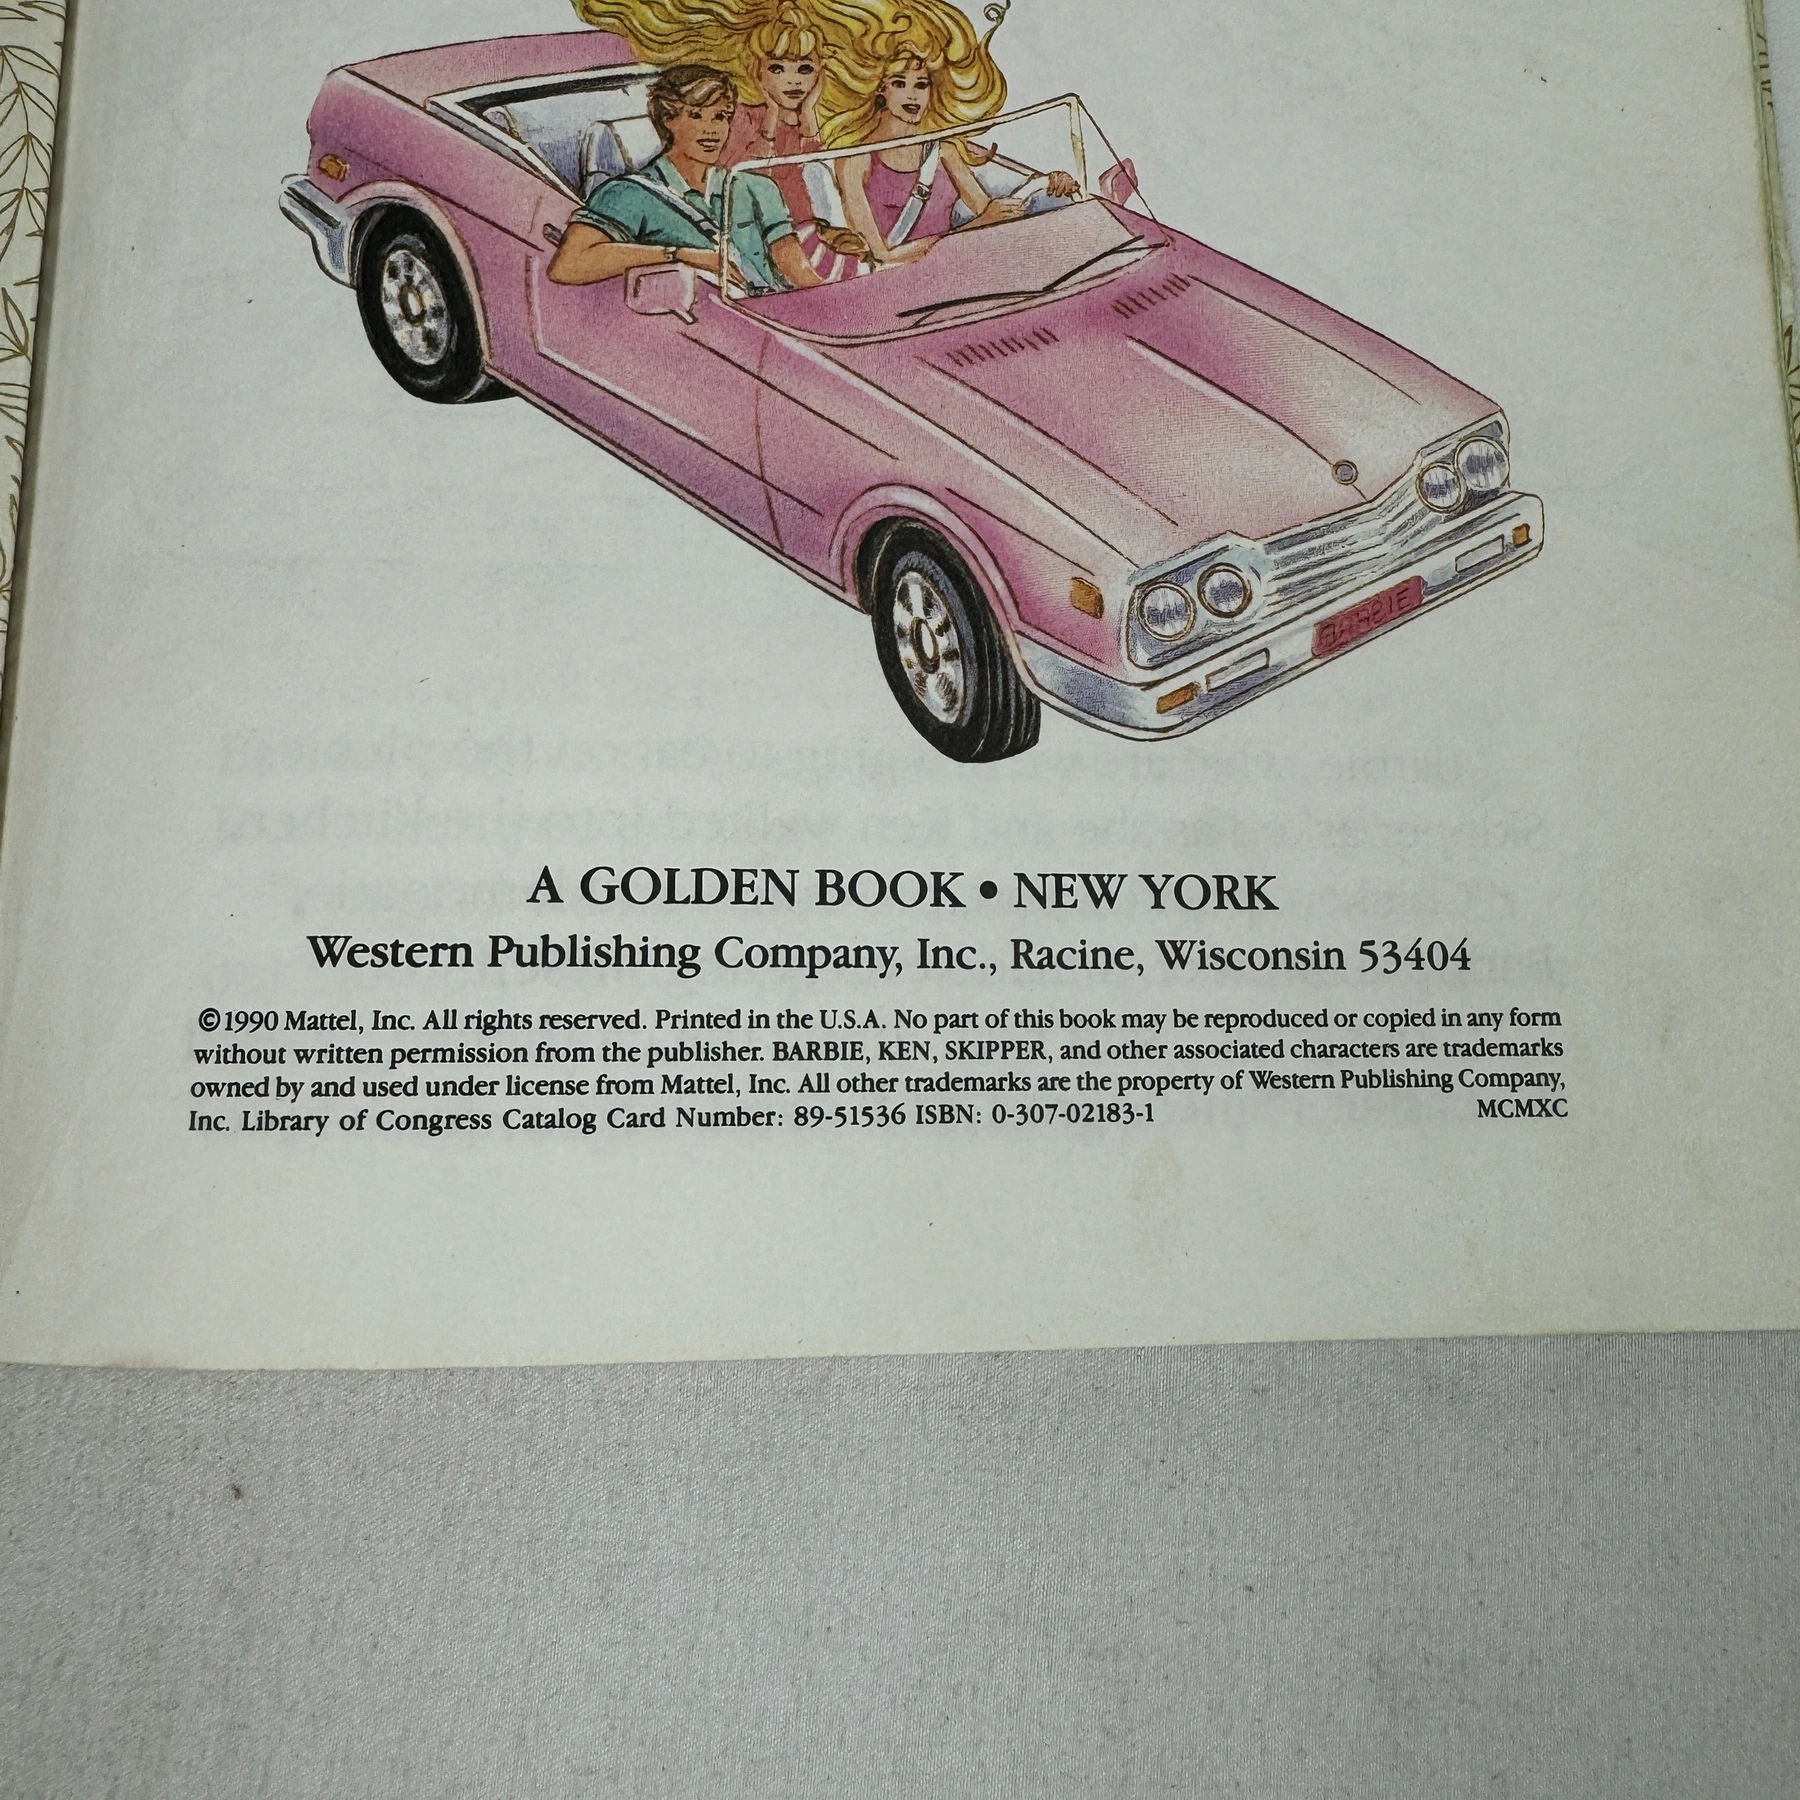 BARBIE
A GOLDEN BOOK • NEW YORK
Western Publishing Company, Inc., Racine, Wisconsin 53404
©1990 Mattel, Inc. All rights reserved. Printed in the U.S.A. No part of this book may be reproduced or copied in any form
without written permission from the publisher. BARBIE, KEN, SKIPPER, and other associated characters are trademarks
owned by and used under license from Mattel, Inc. All other trademarks are the property of Western Publishing Company,
Inc. Library of Congress Catalog Card Number: 89-51536 ISBN: 0-307-02183-1 MCMXC